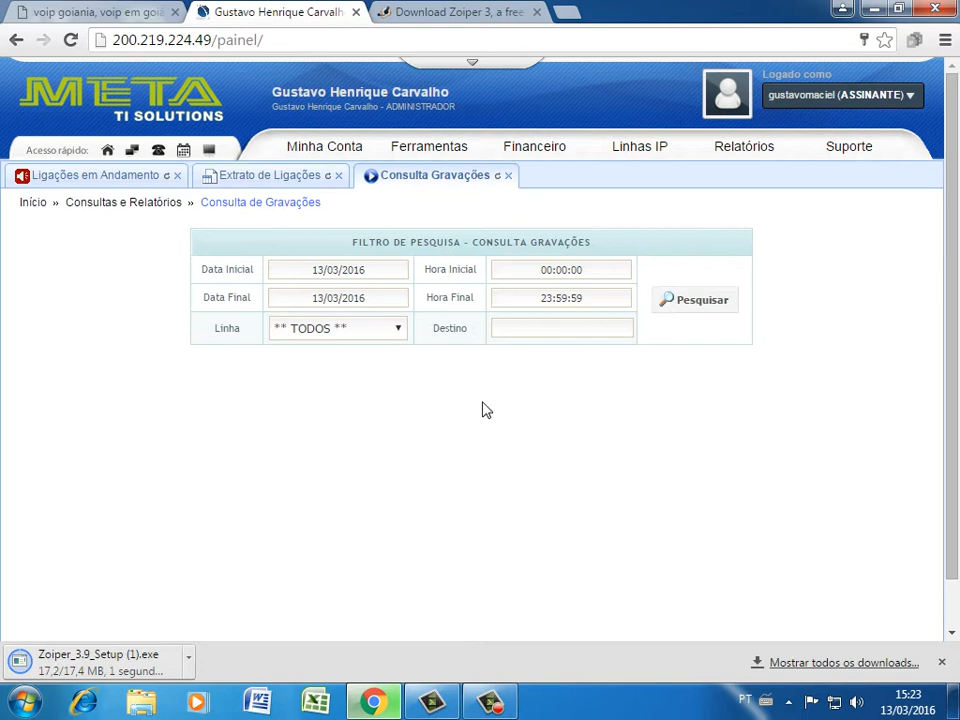 voip goiania, voip em goiâ
Gustavo Henrique Carvalh
Download Zoiper 3, a free
200.219.224.49/painel/
META
TI SOLUTIONS
Gustavo Henrique Carvalho
Gustavo Henrique Carvalho - ADMINISTRADOR
Logado como
gustavomaciel (ASSINANTE)
Acesso rápido:
Minha Conta
Ferramentas
Financeiro
Linhas IP
Relatórios
Suporte
Ligações em Andamento
Extrato de Ligações
Consulta Gravações
Início » Consultas e Relatórios » Consulta de Gravações
FILTRO DE PESQUISA - CONSULTA GRAVAÇÕES
Data Inicial 13/03/2016 Hora Inicial 00:00:00
Data Final 13/03/2016 Hora Final 23:59:59
Pesquisar
Linha ** TODOS ** Destino
Zoiper_3.9_Setup (1).exe
17,2/17,4 MB, 1 segund...
Mostrar todos os downloads...
PT
15:23
13/03/2016